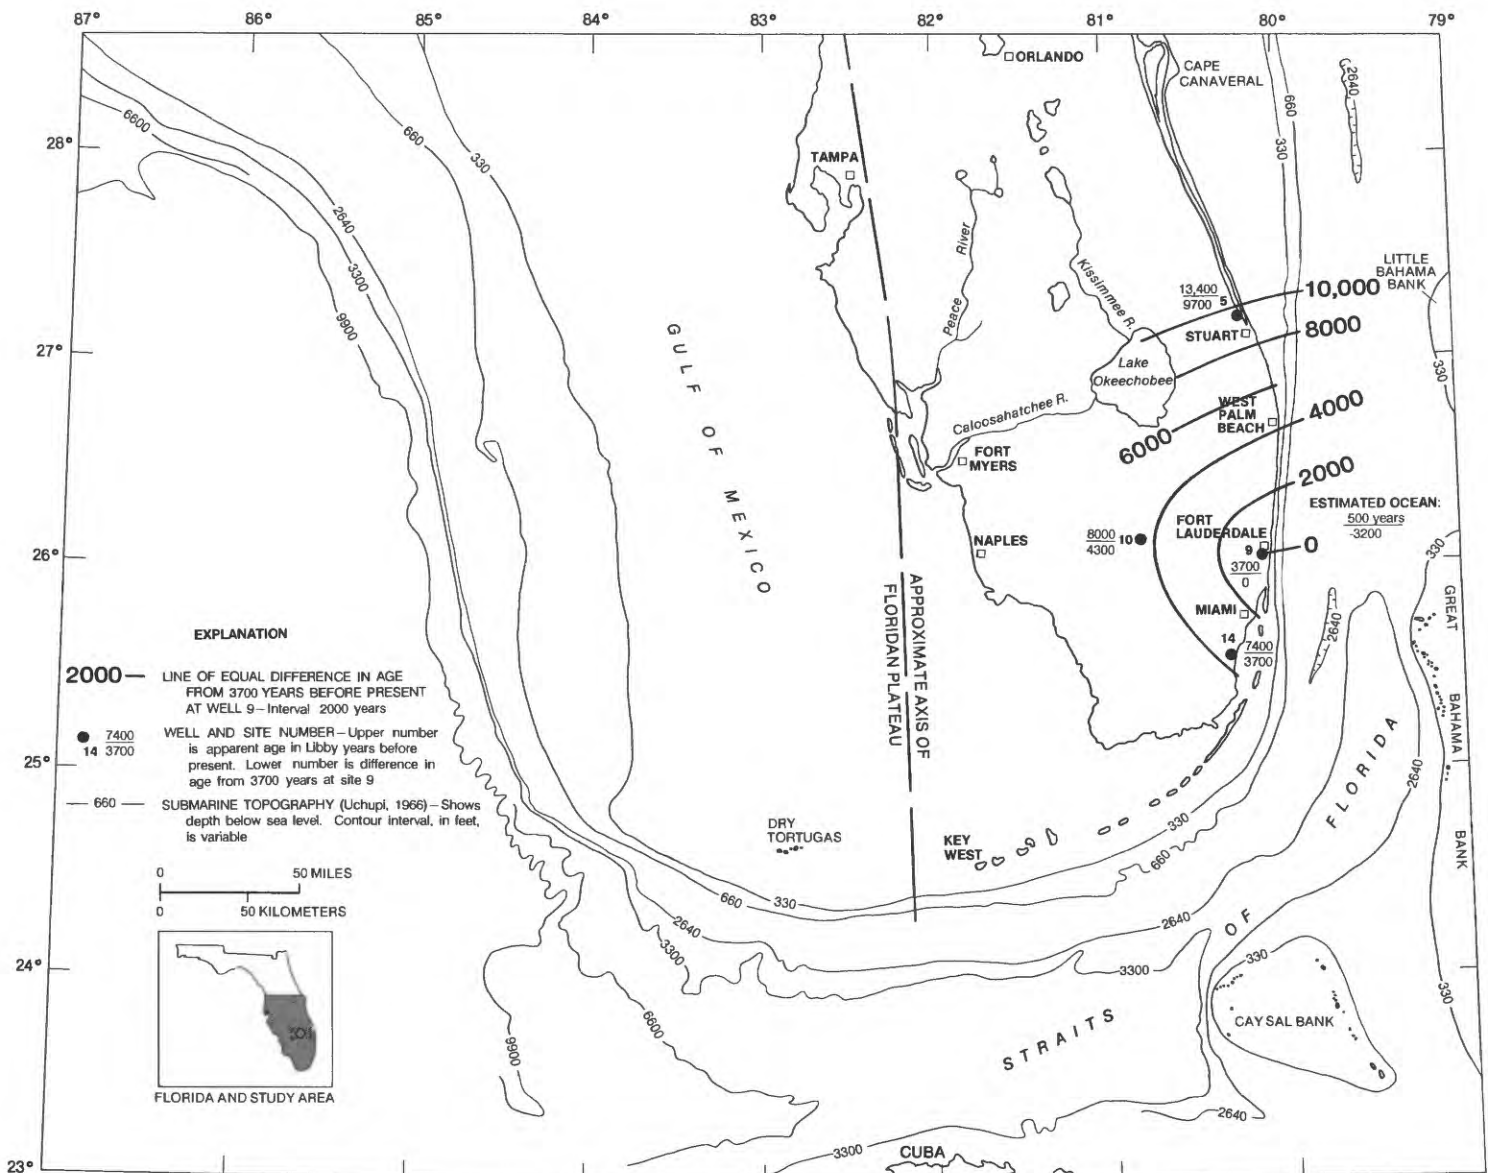 87° 86° 85° 84° 83° 82° 81° 80° 79°
28°
27°
26°
25°
24°
23°
ORLANDO
CAPE
CANAVERAL
2640
660
330
6600
660
330
TAMPA
2640
3300
9900
Peace River
Kissimmee R.
13,400
9700
5
STUART
10,000
8000
LITTLE
BAHAMA
BANK
330
Lake
Okeechobee
Caloosahatchee R.
WEST
PALM
BEACH
6000
4000
2000
FORT
MYERS
GULF OF MEXICO
ESTIMATED OCEAN:
500 years
-3200
FORT
LAUDERDALE
0
9
3700
0
8000
4300
10
NAPLES
MIAMI
14
7400
3700
330
2640
GREAT BAHAMA BANK
APPROXIMATE AXIS OF
FLORIDAN PLATEAU
EXPLANATION
2000
LINE OF EQUAL DIFFERENCE IN AGE
FROM 3700 YEARS BEFORE PRESENT
AT WELL 9–Interval 2000 years
7400
14 3700
WELL AND SITE NUMBER–Upper number
is apparent age in Libby years before
present. Lower number is difference in
age from 3700 years at site 9
660
SUBMARINE TOPOGRAPHY (Uchupi, 1966)–Shows
depth below sea level. Contour interval, in feet,
is variable
0 50 MILES
0 50 KILOMETERS
FLORIDA AND STUDY AREA
DRY
TORTUGAS
KEY
WEST
330
660
2640
660
330
2640
3300
3300
6600
9900
2640
STRAITS OF FLORIDA
330
CAY SAL BANK
330
2640
3300
CUBA